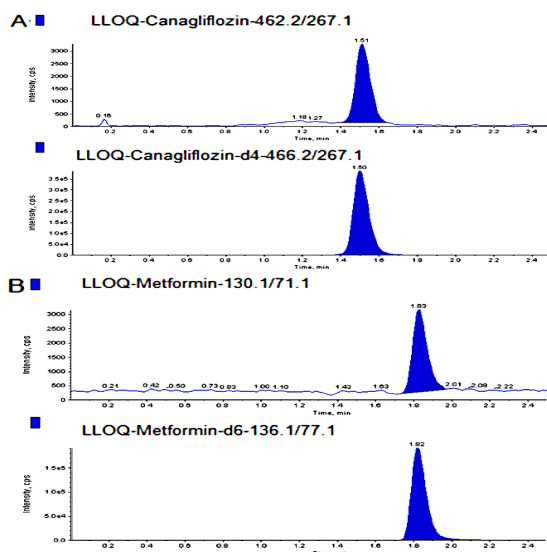 A LLOQ-Canagliflozin-462.2/267.1
Intensity, cps
3000
2500
2000
1500
1000
500
0
0.16
1.18 1.27
1.51
0.2 0.4 0.6 0.8 1.0 1.2 1.4 1.6 1.8 2.0 2.2 2.4
Time, min
LLOQ-Canagliflozin-d4-466.2/267.1
Intensity, cps
3.5e5
3.0e5
2.5e5
2.0e5
1.5e5
1.0e5
5.0e4
0.0
1.50
0.2 0.4 0.6 0.8 1.0 1.2 1.4 1.6 1.8 2.0 2.2 2.4
Time, min
B LLOQ-Metformin-130.1/71.1
Intensity, cps
3000
2500
2000
1500
1000
500
0
0.21 0.42 0.50 0.73 0.83 1.00 1.10 1.43 1.63 1.83 2.01 2.08 2.22
0.2 0.4 0.6 0.8 1.0 1.2 1.4 1.6 1.8 2.0 2.2 2.4
Time, min
LLOQ-Metformin-d6-136.1/77.1
Intensity, cps
1.5e5
1.0e5
5.0e4
0.0
1.82
0.2 0.4 0.6 0.8 1.0 1.2 1.4 1.6 1.8 2.0 2.2 2.4